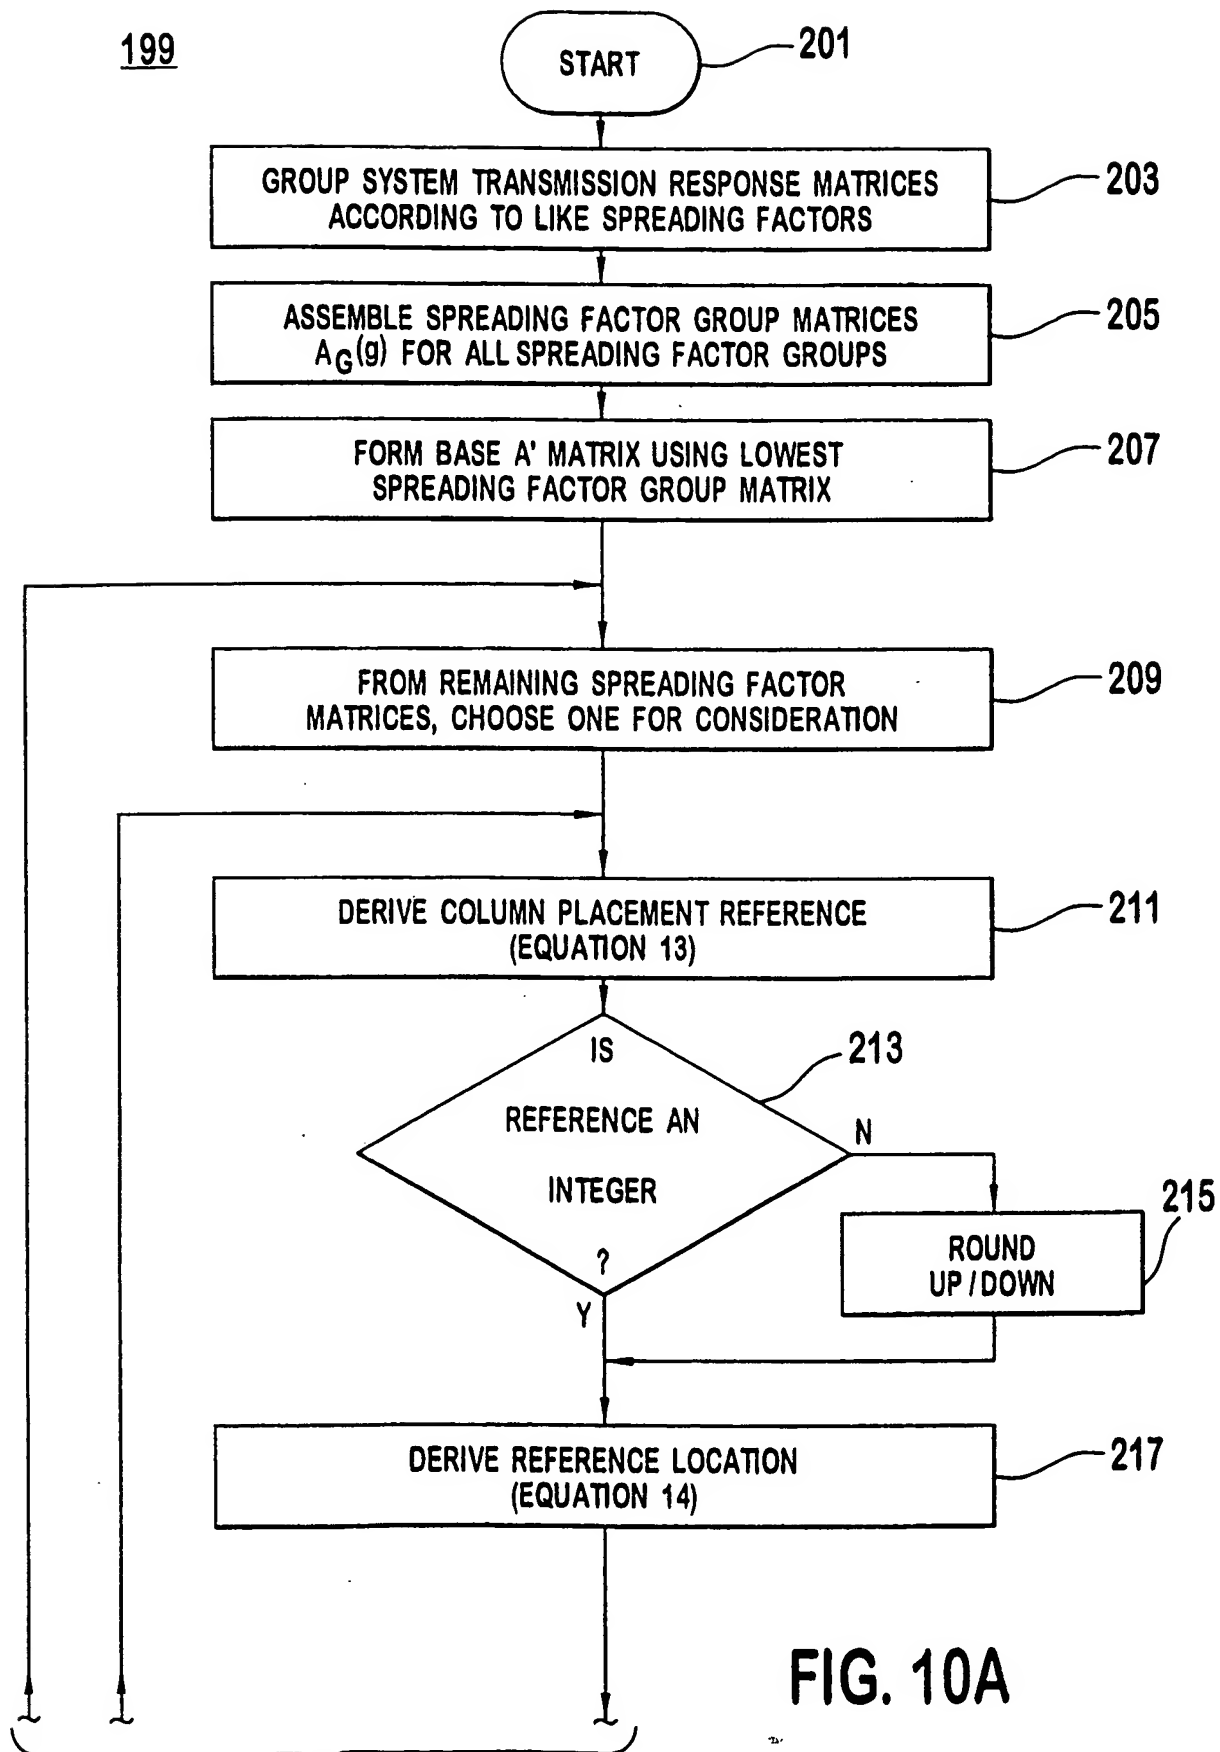 199
START
201
GROUP SYSTEM TRANSMISSION RESPONSE MATRICES
ACCORDING TO LIKE SPREADING FACTORS
203
ASSEMBLE SPREADING FACTOR GROUP MATRICES
AG(g) FOR ALL SPREADING FACTOR GROUPS
205
FORM BASE A' MATRIX USING LOWEST
SPREADING FACTOR GROUP MATRIX
207
FROM REMAINING SPREADING FACTOR
MATRICES, CHOOSE ONE FOR CONSIDERATION
209
DERIVE COLUMN PLACEMENT REFERENCE
(EQUATION 13)
211
IS
REFERENCE AN
INTEGER
?
213
N
Y
ROUND
UP / DOWN
215
DERIVE REFERENCE LOCATION
(EQUATION 14)
217
FIG. 10A